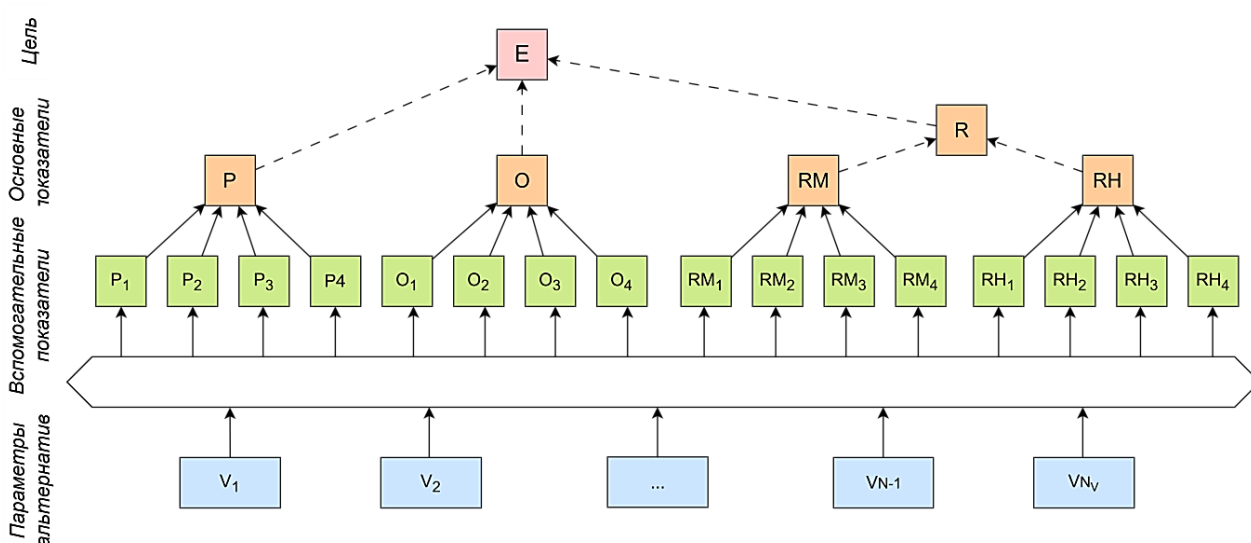 Цель
E
Основные
показатели
R
P
O
RM
RH
Вспомогательные
показатели
P₁
P₂
P₃
P4
O₁
O₂
O₃
O₄
RM₁
RM₂
RM₃
RM₄
RH₁
RH₂
RH₃
RH₄
Параметры
альтернатив
V₁
V₂
...
VN-1
VNᵥ